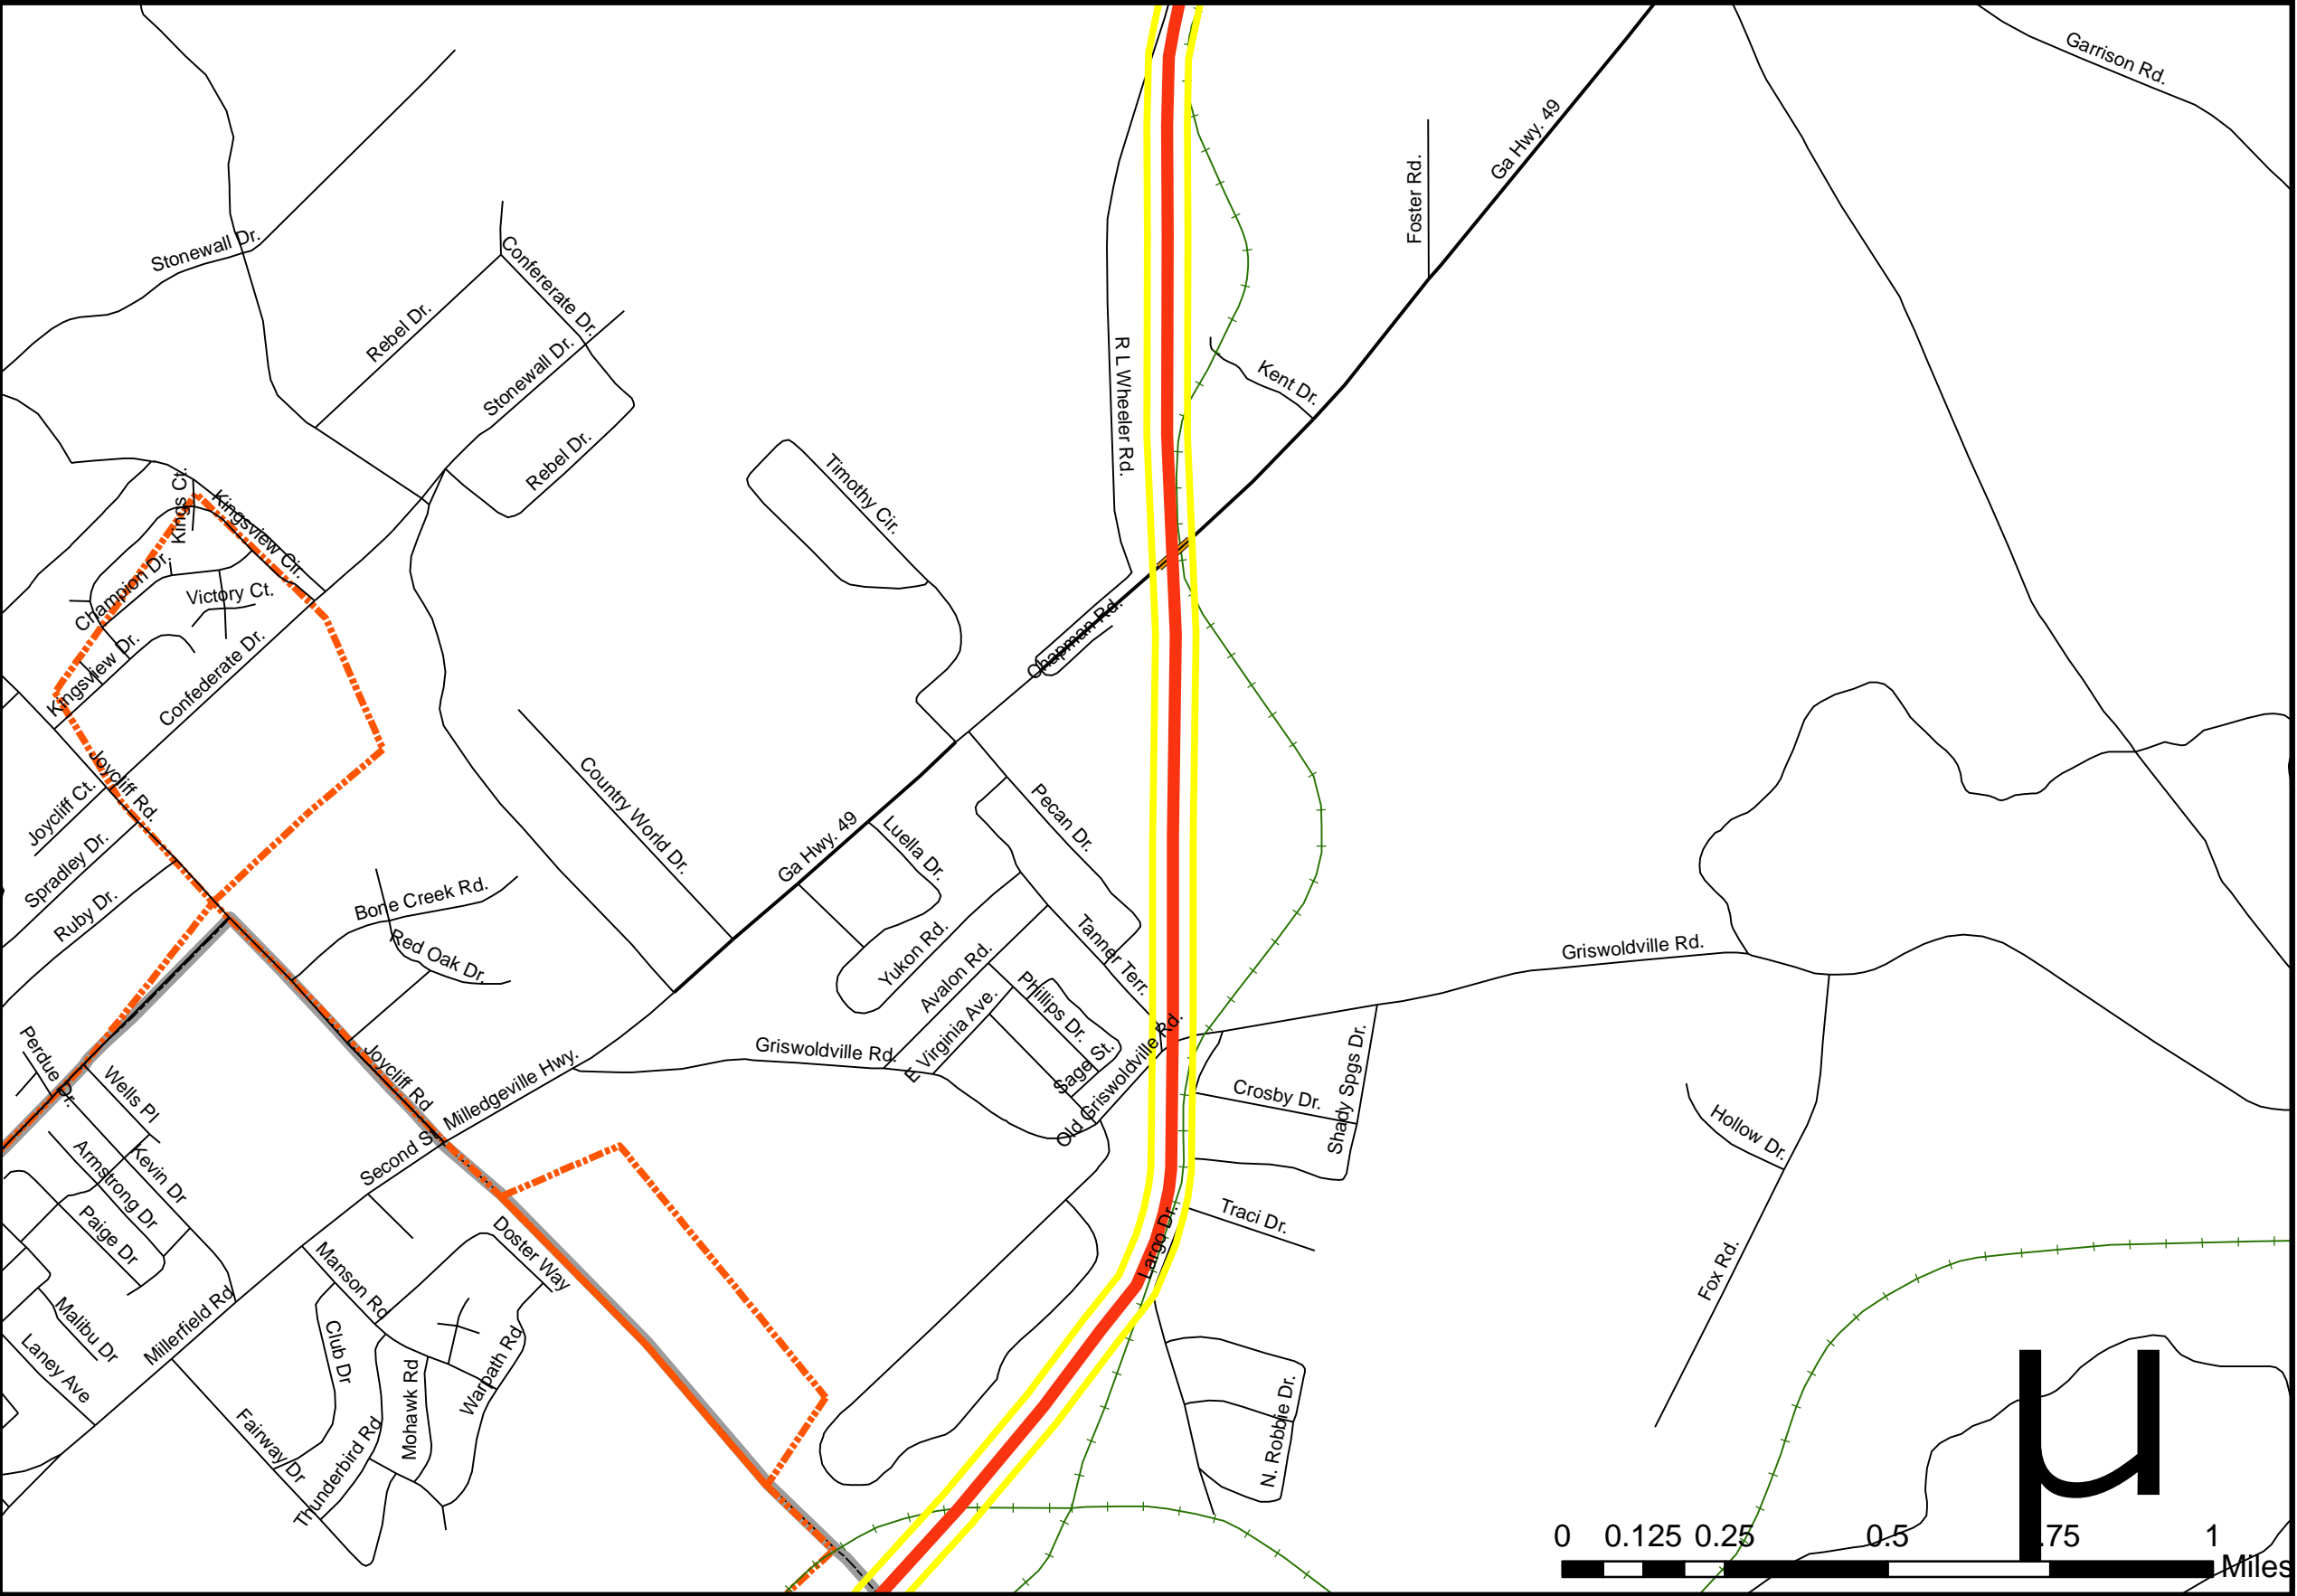 Garrison Rd.
Ga Hwy. 49
Foster Rd.
Stonewall Dr.
Conferate Dr.
Rebel Dr.
Stonewall Dr.
R L Wheeler Rd.
Kent Dr.
Rebel Dr.
Timothy Cir.
Kings Ct.
Kingsview Cir.
Champion Dr.
Victory Ct.
Chapman Rd.
Kingsview Dr.
Confederate Dr.
Joycliff Rd.
Joycliff Ct.
Country World Dr.
Pecan Dr.
Ga Hwy. 49
Luella Dr.
Spradley Dr.
Ruby Dr.
Bone Creek Rd.
Red Oak Dr.
Yukon Rd.
Tanner Terr.
Avalon Rd.
Griswoldville Rd.
Phillips Dr.
E Virginia Ave.
Perdue Dr.
Wells Pl
Joycliff Rd
Milledgeville Hwy.
Griswoldville Rd.
Sage St.
Old Griswoldville Rd.
Crosby Dr.
Shady Spgs Dr.
Hollow Dr.
Second St
Armstrong Dr
Kevin Dr
Paige Dr
Doster Way
Largo Dr.
Traci Dr.
Fox Rd.
Manson Rd
Malibu Dr
Millerfield Rd
Laney Ave
Club Dr
Mohawk Rd
Warpath Rd
Fairway Dr
Thunderbird Rd
N. Robbie Dr.
µ
0 0.125 0.25 0.5 .75 1
Miles